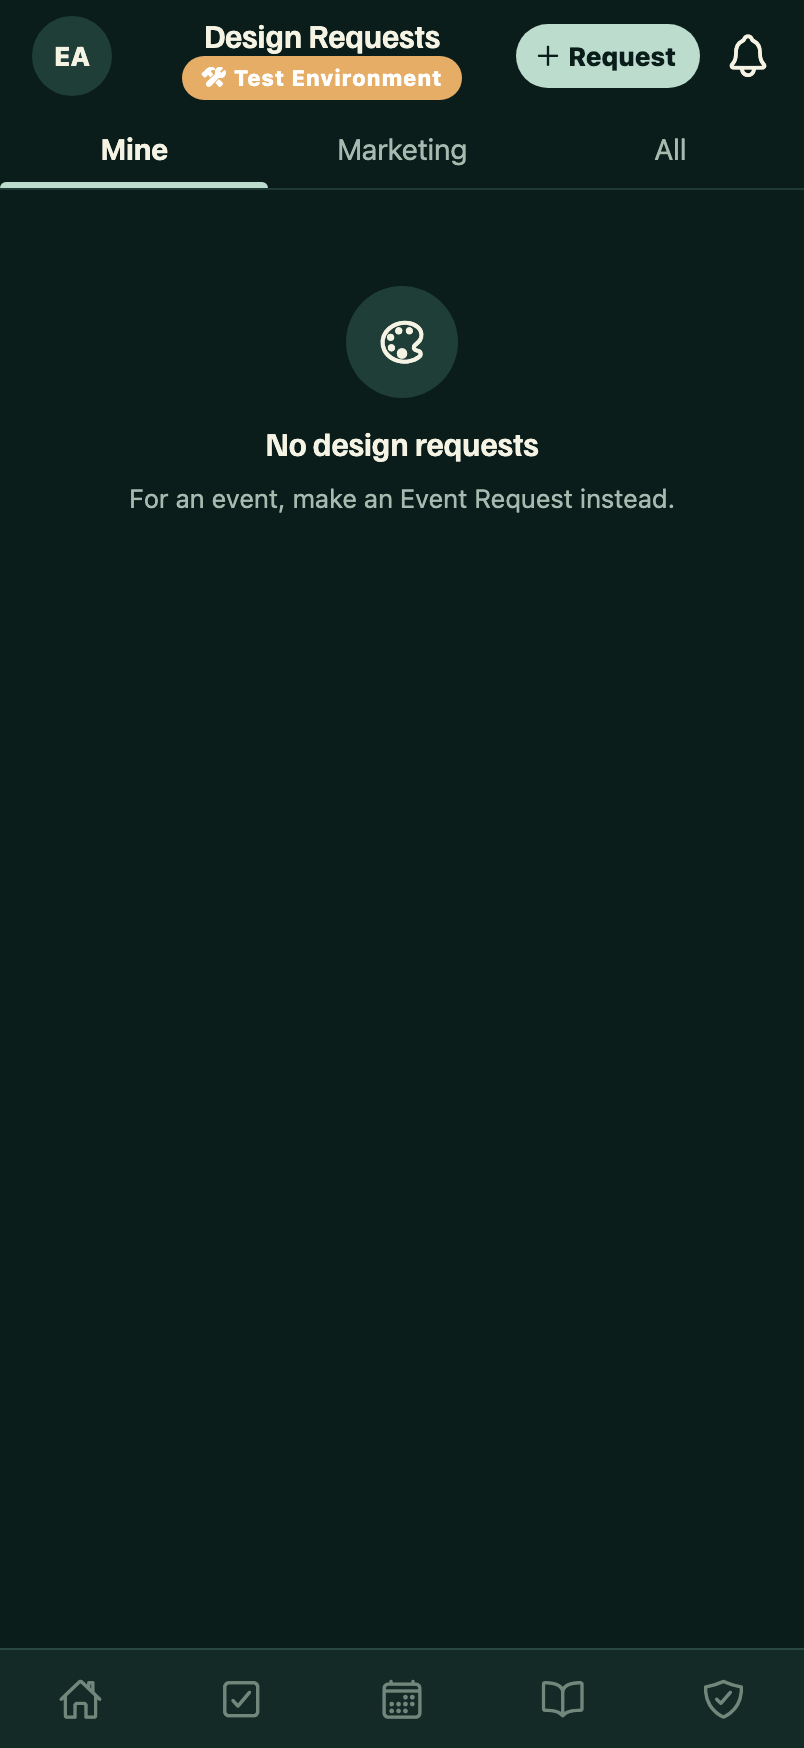 EA
Design Requests
🛠 Test Environment
+ Request
Mine
Marketing
All
No design requests
For an event, make an Event Request instead.